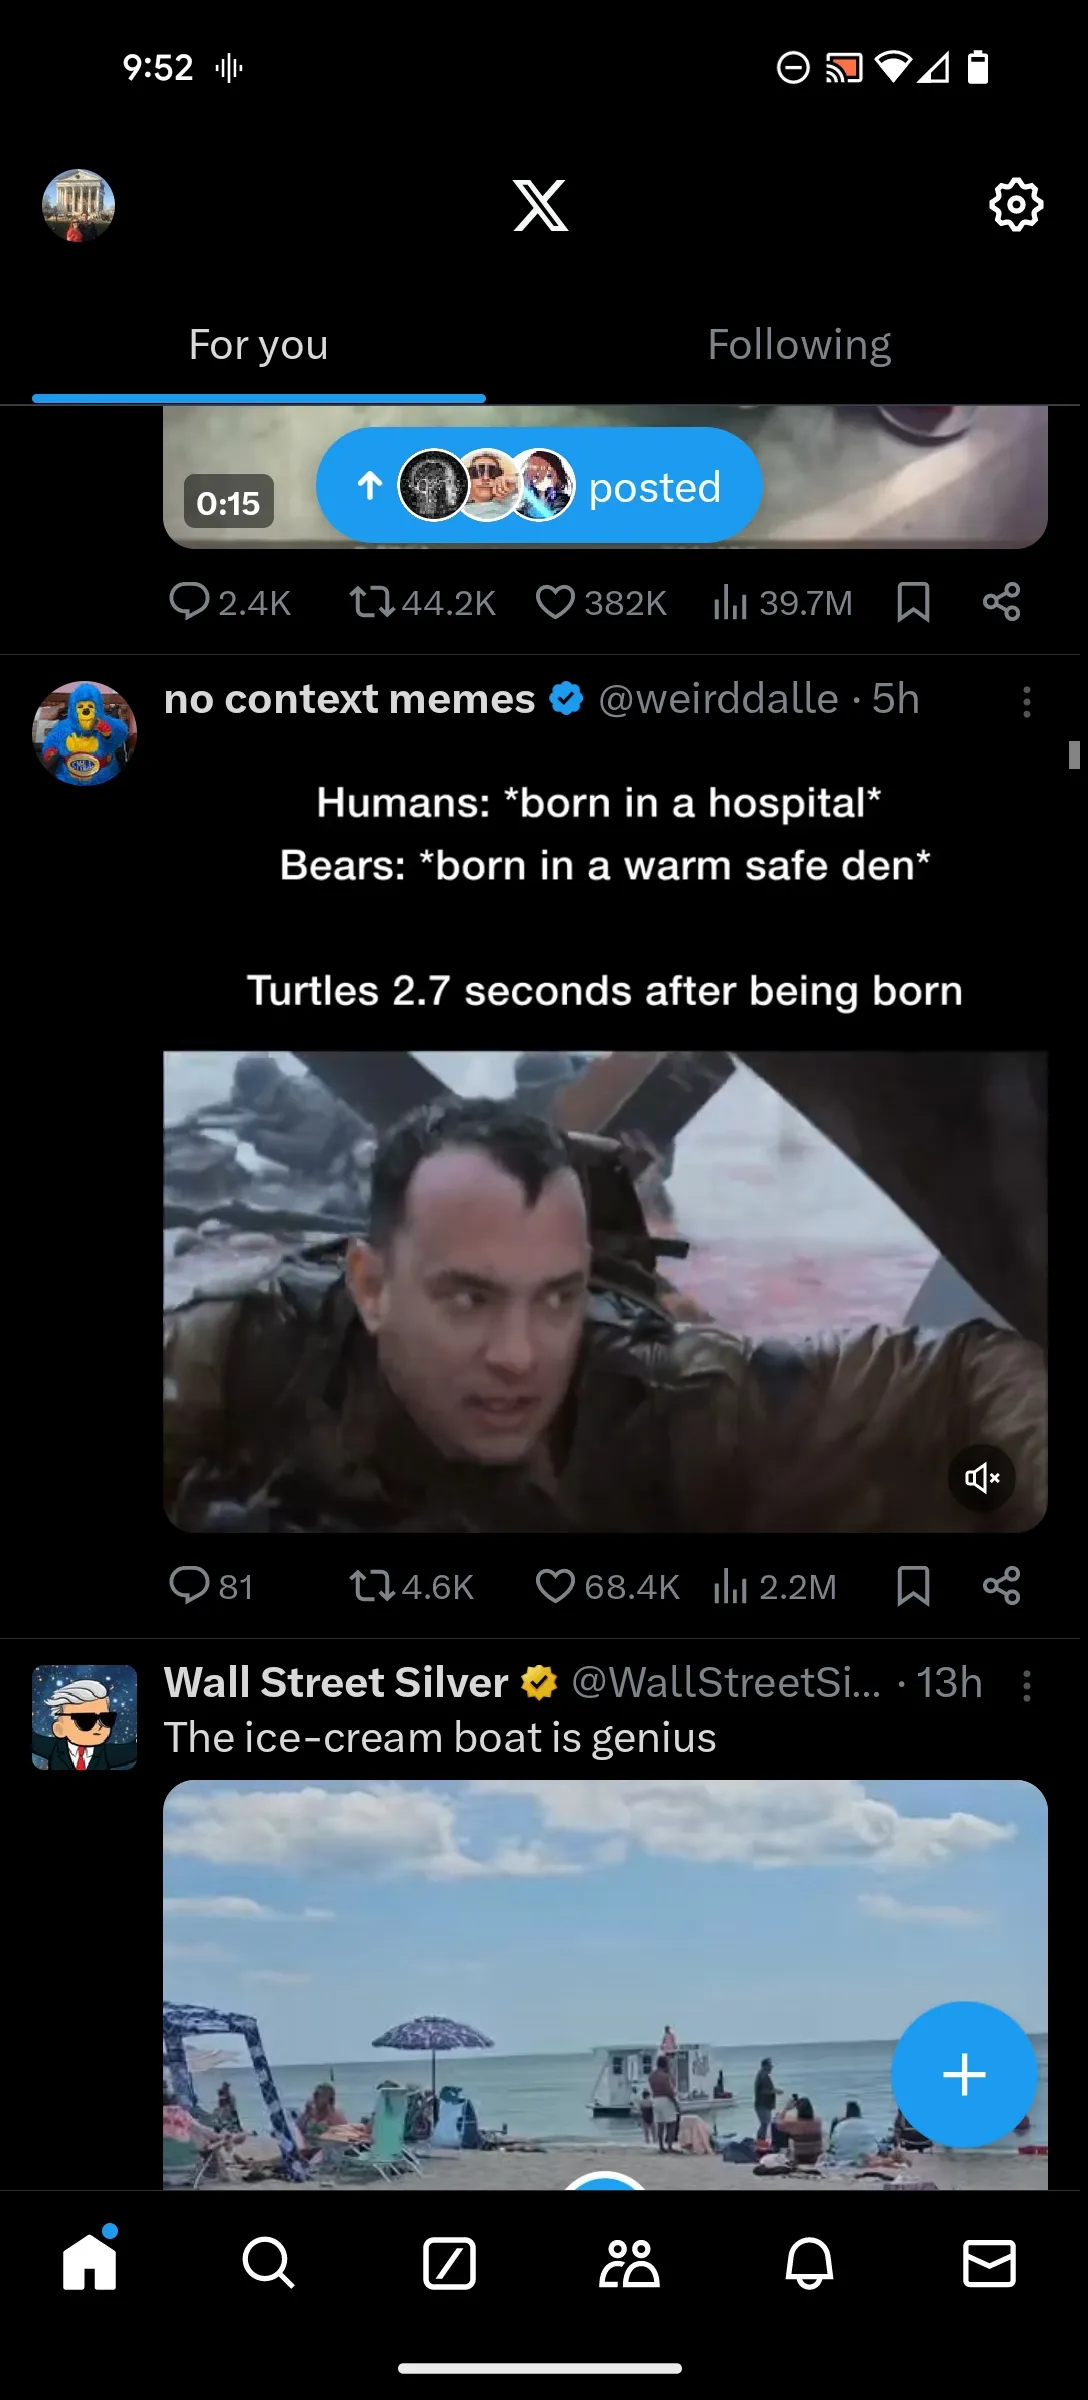 9:52
For you
Following
0:15
posted
2.4K
44.2K
382K
39.7M
no context memes @weirddalle · 5h
Humans: *born in a hospital*
Bears: *born in a warm safe den*
Turtles 2.7 seconds after being born
81
4.6K
68.4K
2.2M
Wall Street Silver @WallStreetSi... · 13h
The ice-cream boat is genius